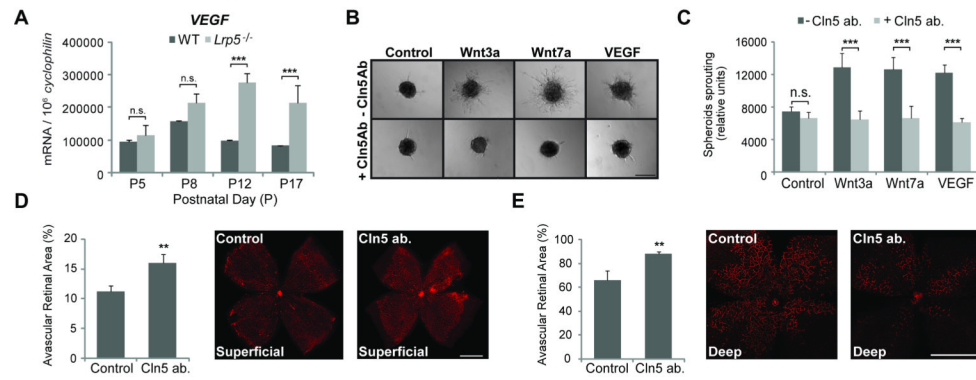 A
VEGF
WT Lrp5-/-
mRNA / 10⁶ cyclophilin
400000
300000
200000
100000
0
n.s.
n.s.
***
***
P5 P8 P12 P17
Postnatal Day (P)
B
Control Wnt3a Wnt7a VEGF
- Cln5Ab
+ Cln5Ab
C
- Cln5 ab. + Cln5 ab.
Spheroids sprouting
(relative units)
16000
12000
8000
4000
0
n.s.
***
***
***
Control Wnt3a Wnt7a VEGF
D
Avascular Retinal Area (%)
20
15
10
5
0
**
Control Cln5 ab.
Control
Superficial
Cln5 ab.
Superficial
E
Avascular Retinal Area (%)
100
80
60
40
20
0
**
Control Cln5 ab.
Control
Deep
Cln5 ab.
Deep